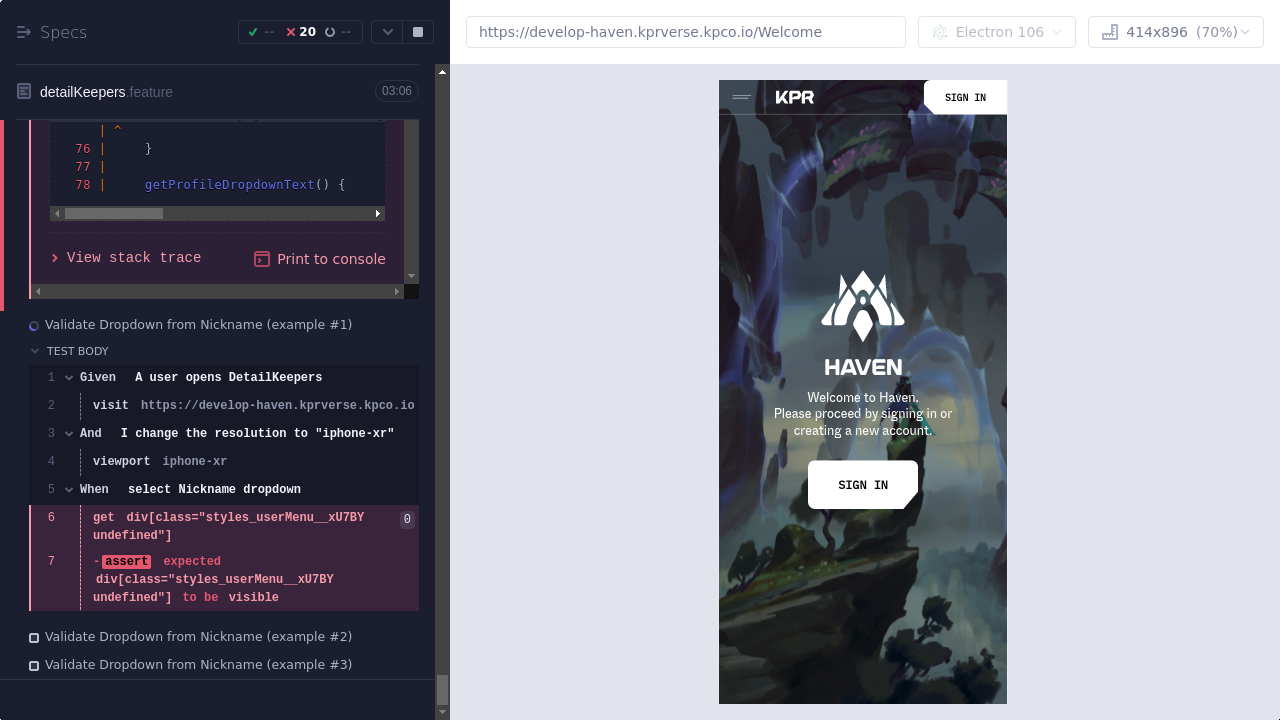 Specs
--
20
--
https://develop-haven.kprverse.kpco.io/Welcome
Electron 106
414x896 (70%)
detailKeepers.feature
03:06
| ^
76 | }
77 |
78 | getProfileDropdownText() {
View stack trace
Print to console
Validate Dropdown from Nickname (example #1)
TEST BODY
1 Given A user opens DetailKeepers
2 visit https://develop-haven.kprverse.kpco.io
3 And I change the resolution to "iphone-xr"
4 viewport iphone-xr
5 When select Nickname dropdown
6 get div[class="styles_userMenu__xU7BY 0
undefined"]
7 -assert expected
div[class="styles_userMenu__xU7BY
undefined"] to be visible
Validate Dropdown from Nickname (example #2)
Validate Dropdown from Nickname (example #3)
KPR
SIGN IN
HAVEN
Welcome to Haven.
Please proceed by signing in or
creating a new account.
SIGN IN